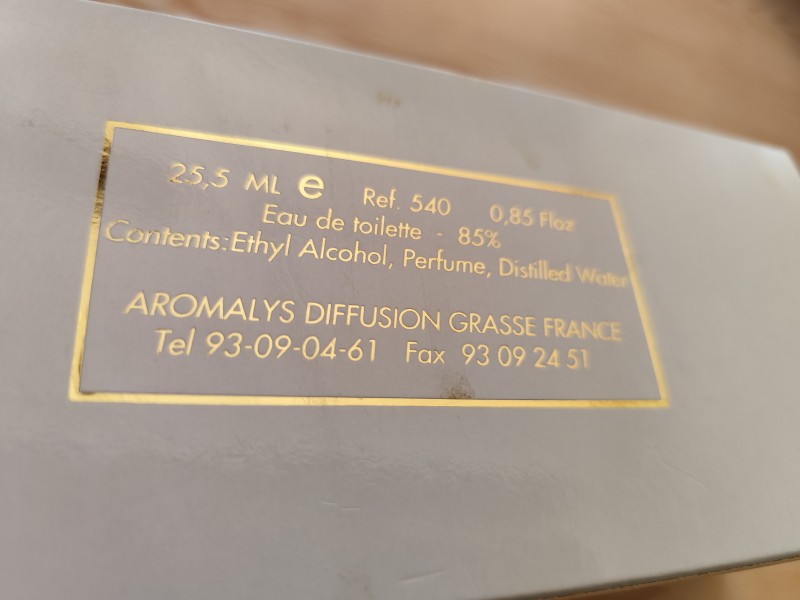 25,5 ML e Ref. 540 0,85 Floz
Eau de toilette - 85%
Contents: Ethyl Alcohol, Perfume, Distilled Water
AROMALYS DIFFUSION GRASSE FRANCE
Tel 93-09-04-61 Fax 93 09 24 51